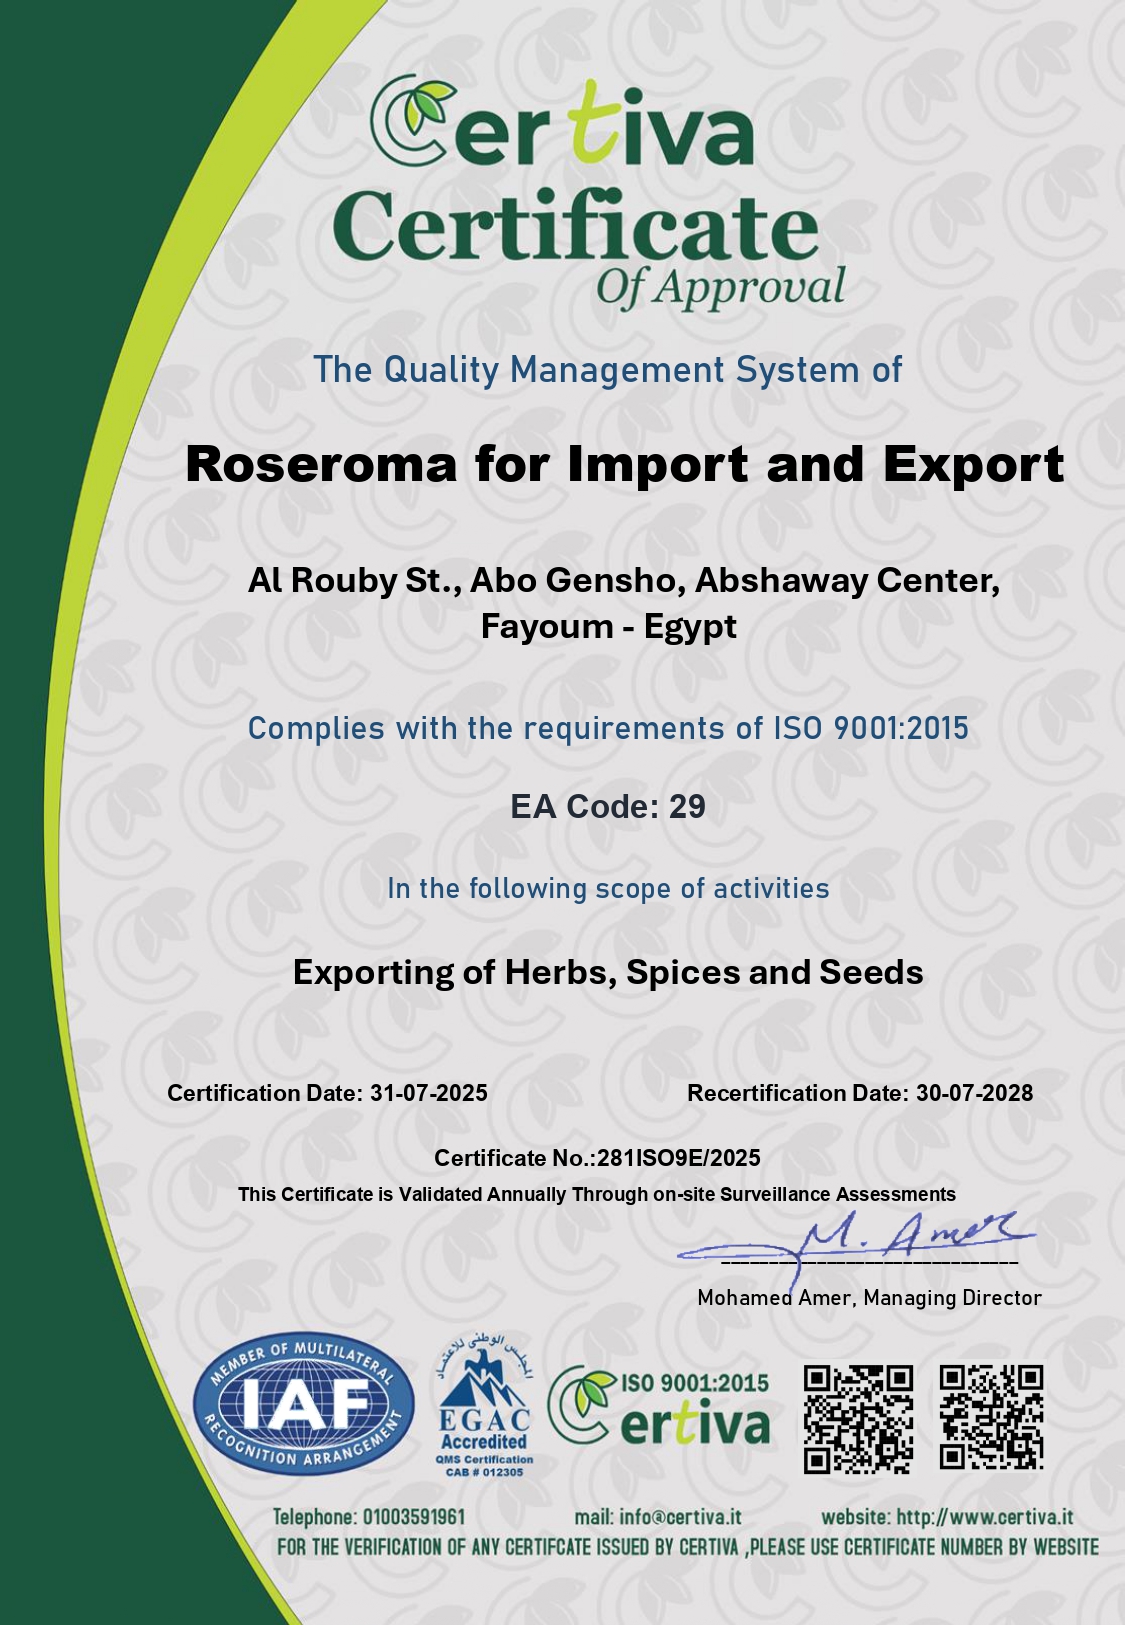 Certiva
Certificate
Of Approval
The Quality Management System of
Roseroma for Import and Export
Al Rouby St., Abo Gensho, Abshaway Center,
Fayoum - Egypt
Complies with the requirements of ISO 9001:2015
EA Code: 29
In the following scope of activities
Exporting of Herbs, Spices and Seeds
Certification Date: 31-07-2025 Recertification Date: 30-07-2028
Certificate No.:281ISO9E/2025
This Certificate is Validated Annually Through on-site Surveillance Assessments
M. Amer
Mohamed Amer, Managing Director
MEMBER OF MULTILATERAL
IAF
RECOGNITION ARRANGEMENT
المجلس الوطنى للاعتماد
EGAC
Accredited
QMS Certification
CAB # 012305
ISO 9001:2015
Certiva
Telephone: 01003591961 mail: info@certiva.it website: http://www.certiva.it
FOR THE VERIFICATION OF ANY CERTIFCATE ISSUED BY CERTIVA ,PLEASE USE CERTIFICATE NUMBER BY WEBSITE